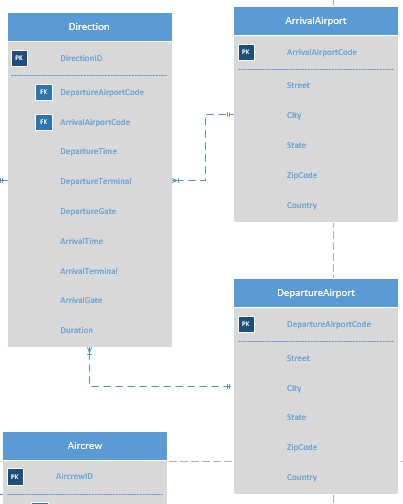 Direction
PK DirectionID
FK DepartureAirportCode
FK ArrivalAirportCode
DepartureTime
DepartureTerminal
DepartureGate
ArrivalTime
ArrivalTerminal
ArrivalGate
Duration
ArrivalAirport
PK ArrivalAirportCode
Street
City
State
ZipCode
Country
DepartureAirport
PK DepartureAirportCode
Street
City
State
ZipCode
Country
Aircrew
PK AircrewID